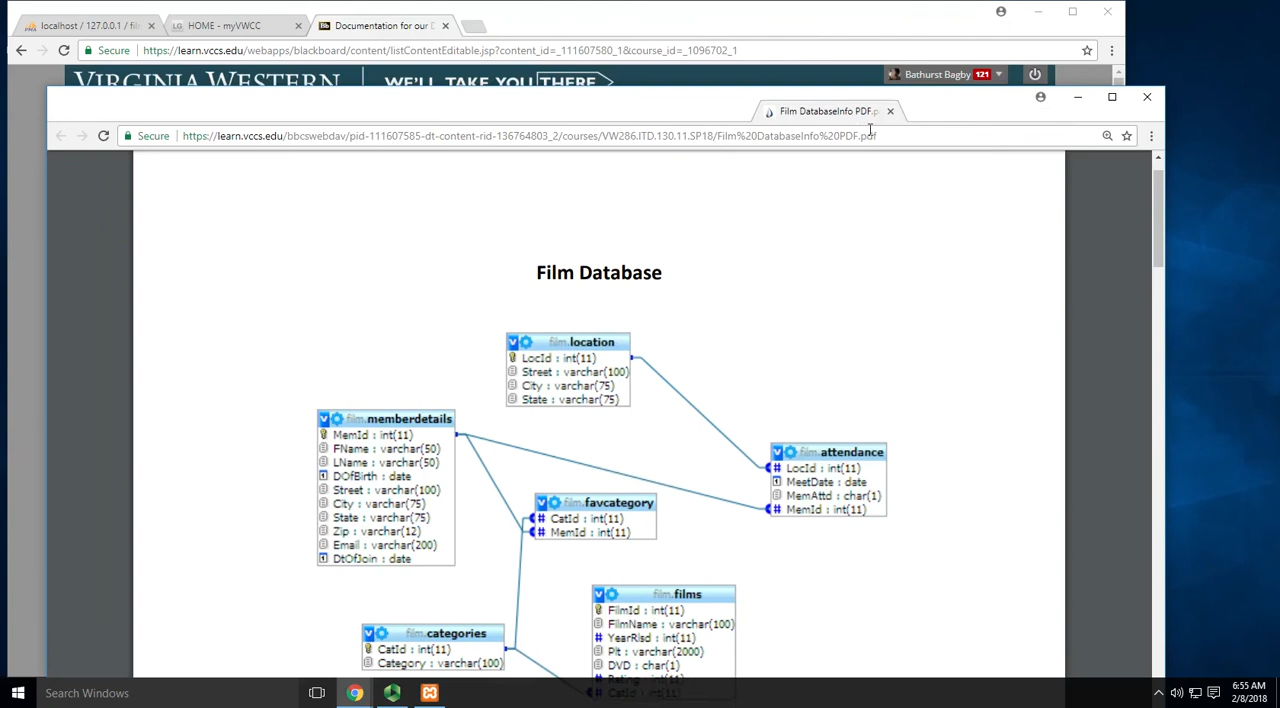 localhost / 127.0.0.1 / film
HOME - myVWCC
Documentation for our D
Secure https://learn.vccs.edu/webapps/blackboard/content/listContentEditable.jsp?content_id=_111607580_1&course_id=_1096702_1
VIRGINIA WESTERN WE'LL TAKE YOU THERE
Bathurst Bagby 121
Film DatabaseInfo PDF.p
Secure https://learn.vccs.edu/bbcswebdav/pid-111607585-dt-content-rid-136764803_2/courses/VW286.ITD.130.11.SP18/Film%20DatabaseInfo%20PDF.pdf
Film Database
film.location
LocId : int(11)
Street : varchar(100)
City : varchar(75)
State : varchar(75)
film.memberdetails
MemId : int(11)
FName : varchar(50)
LName : varchar(50)
DOfBirth : date
Street : varchar(100)
City : varchar(75)
State : varchar(75)
Zip : varchar(12)
Email : varchar(200)
DtOfJoin : date
film.attendance
LocId : int(11)
MeetDate : date
MemAttd : char(1)
MemId : int(11)
film.favcategory
CatId : int(11)
MemId : int(11)
film.films
FilmId : int(11)
FilmName : varchar(100)
YearRlsd : int(11)
Plt : varchar(2000)
DVD : char(1)
Rating : int(11)
CatId : int(11)
film.categories
CatId : int(11)
Category : varchar(100)
Search Windows
6:55 AM
2/8/2018